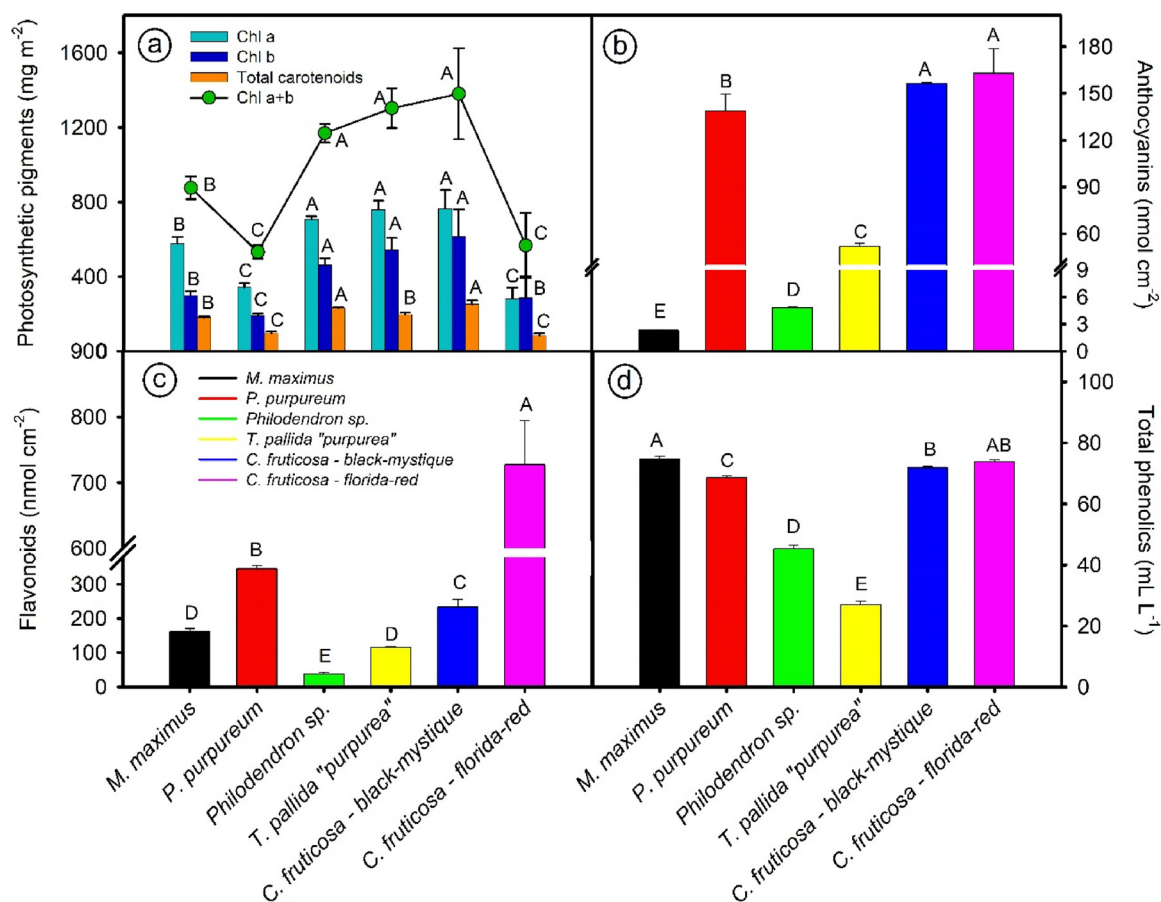 a
Chl a
Chl b
Total carotenoids
Chl a+b
Photosynthetic pigments (mg m-2)
1600
1200
800
400
900
0
B B B B
C C C C
A A A A
A A A B
A A A A
C B C C
b
Anthocyanins (nmol cm-2)
180
150
120
90
60
9
6
3
0
E B D C A A
c
M. maximus
P. purpureum
Philodendron sp.
T. pallida "purpurea"
C. fruticosa - black-mystique
C. fruticosa - florida-red
Flavonoids (nmol cm-2)
800
700
600
300
200
100
0
D B E D C A
d
Total phenolics (mL L-1)
100
80
60
40
20
0
A C D E B AB
M. maximus
P. purpureum
Philodendron sp.
T. pallida "purpurea"
C. fruticosa - black-mystique
C. fruticosa - florida-red
M. maximus
P. purpureum
Philodendron sp.
T. pallida "purpurea"
C. fruticosa - black-mystique
C. fruticosa - florida-red